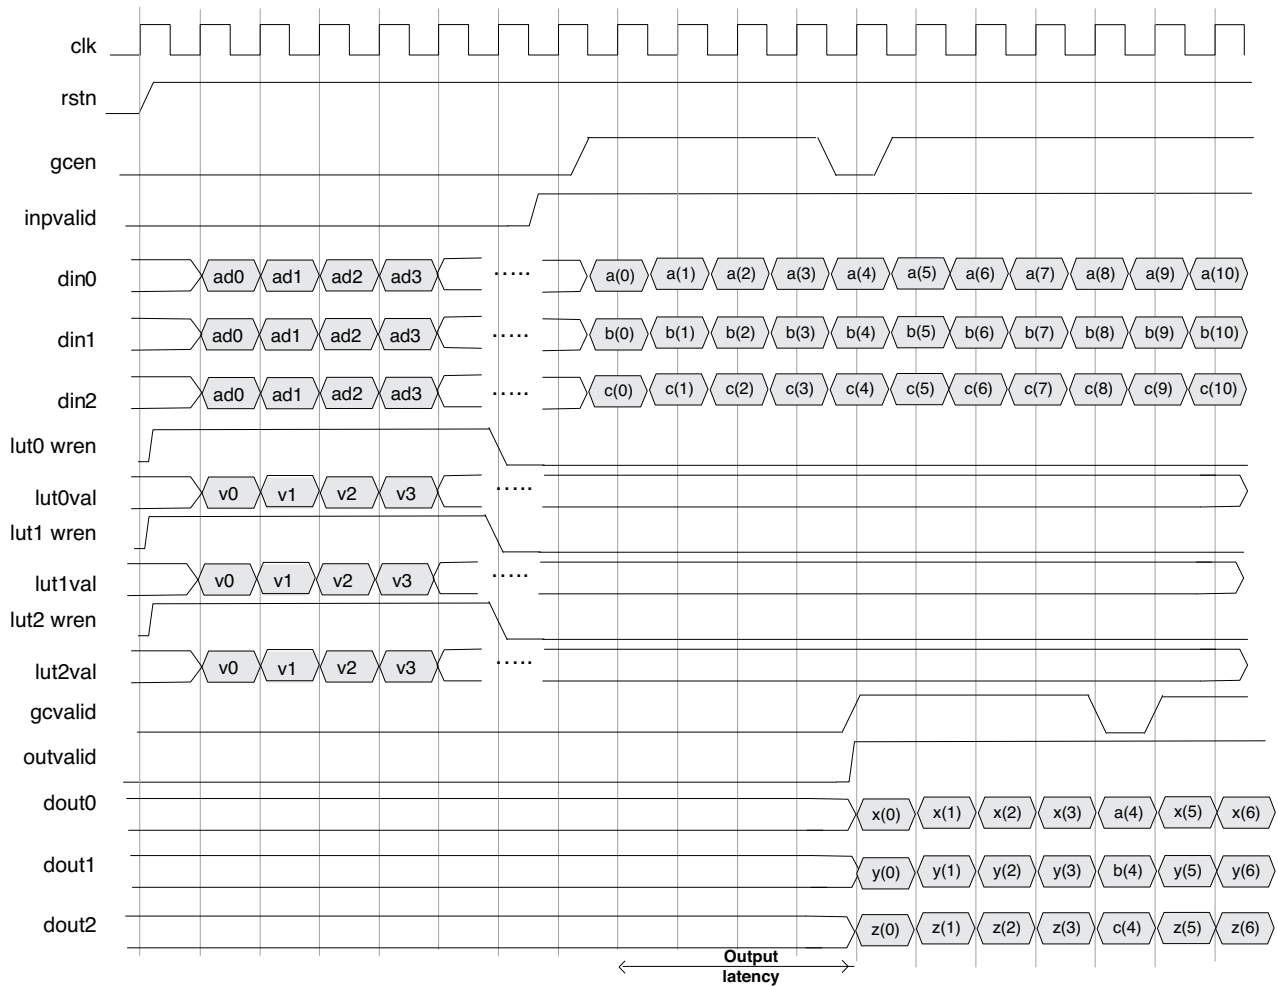 clk
rstn
gcen
inpvalid
din0 ad0 ad1 ad2 ad3 ..... a(0) a(1) a(2) a(3) a(4) a(5) a(6) a(7) a(8) a(9) a(10)
din1 ad0 ad1 ad2 ad3 ..... b(0) b(1) b(2) b(3) b(4) b(5) b(6) b(7) b(8) b(9) b(10)
din2 ad0 ad1 ad2 ad3 ..... c(0) c(1) c(2) c(3) c(4) c(5) c(6) c(7) c(8) c(9) c(10)
lut0 wren
lut0val v0 v1 v2 v3 .....
lut1 wren
lut1val v0 v1 v2 v3 .....
lut2 wren
lut2val v0 v1 v2 v3 .....
gcvalid
outvalid
dout0 x(0) x(1) x(2) x(3) a(4) x(5) x(6)
dout1 y(0) y(1) y(2) y(3) b(4) y(5) y(6)
dout2 z(0) z(1) z(2) z(3) c(4) z(5) z(6)
Output
latency